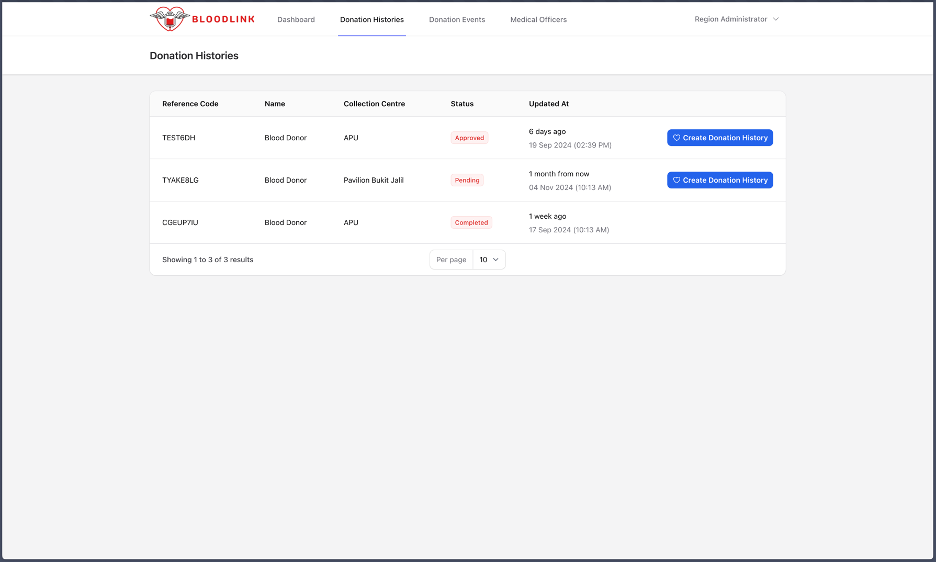 BLOODLINK Dashboard Donation Histories Donation Events Medical Officers Region Administrator
Donation Histories
Reference Code Name Collection Centre Status Updated At
TEST6DH Blood Donor APU Approved 6 days ago Create Donation History
19 Sep 2024 (02:39 PM)
TYAKE8LG Blood Donor Pavilion Bukit Jalil Pending 1 month from now Create Donation History
04 Nov 2024 (10:13 AM)
CGEUP7IU Blood Donor APU Completed 1 week ago
17 Sep 2024 (10:13 AM)
Showing 1 to 3 of 3 results Per page 10